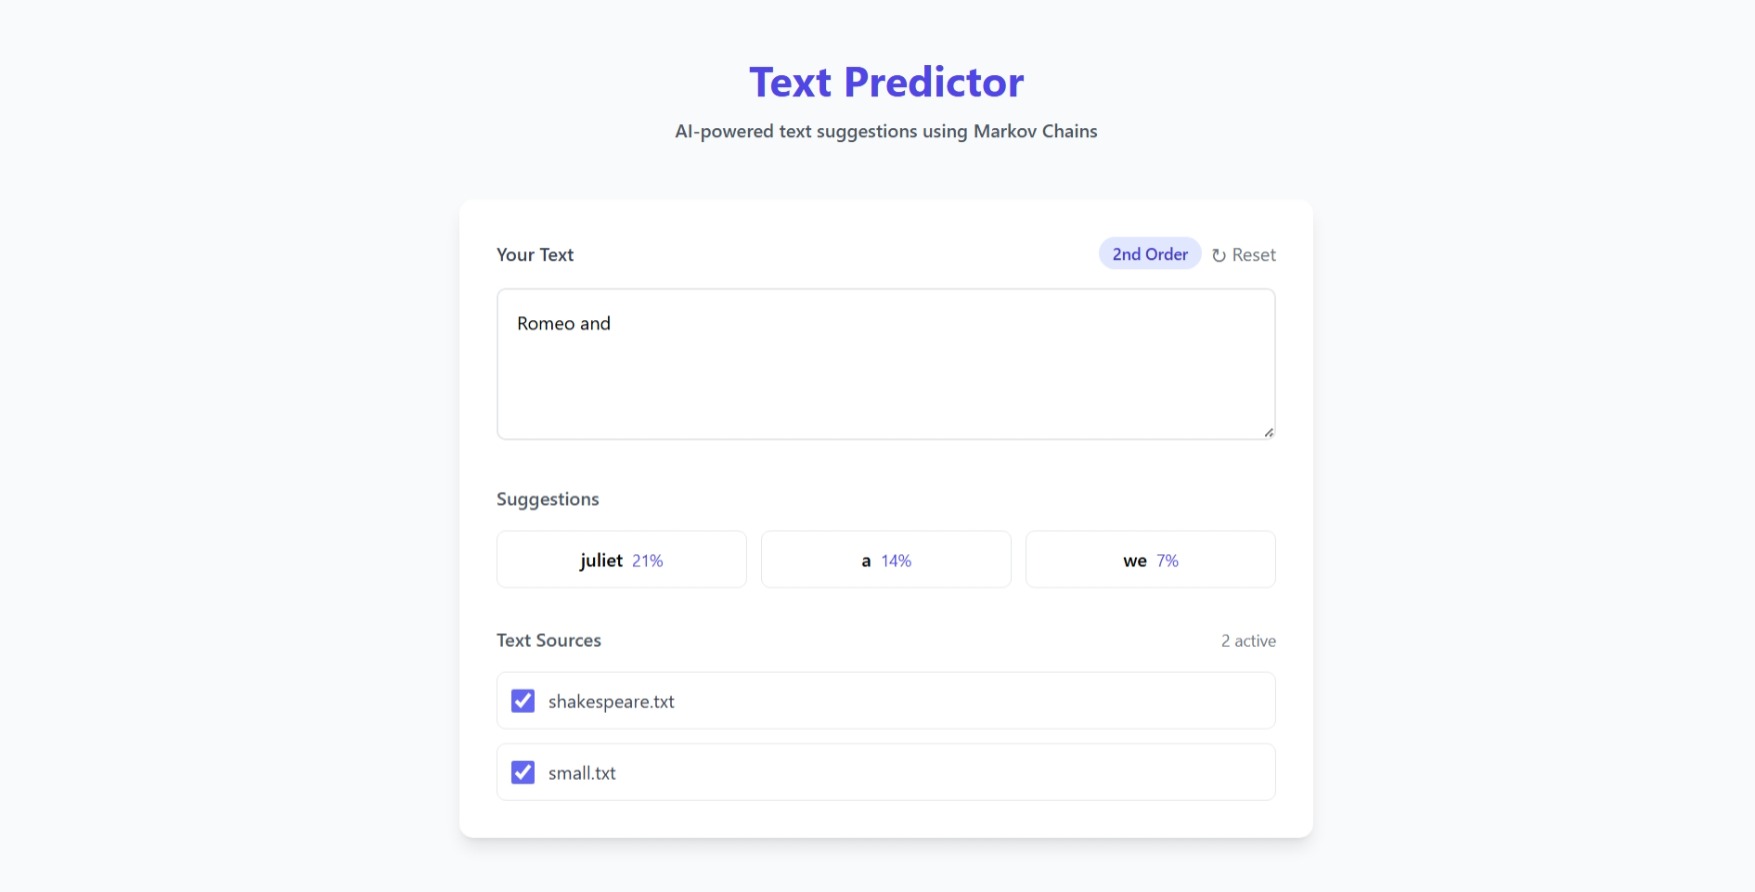 Text Predictor
AI-powered text suggestions using Markov Chains
Your Text
2nd Order
↻ Reset
Romeo and
Suggestions
juliet 21%
a 14%
we 7%
Text Sources
2 active
shakespeare.txt
small.txt